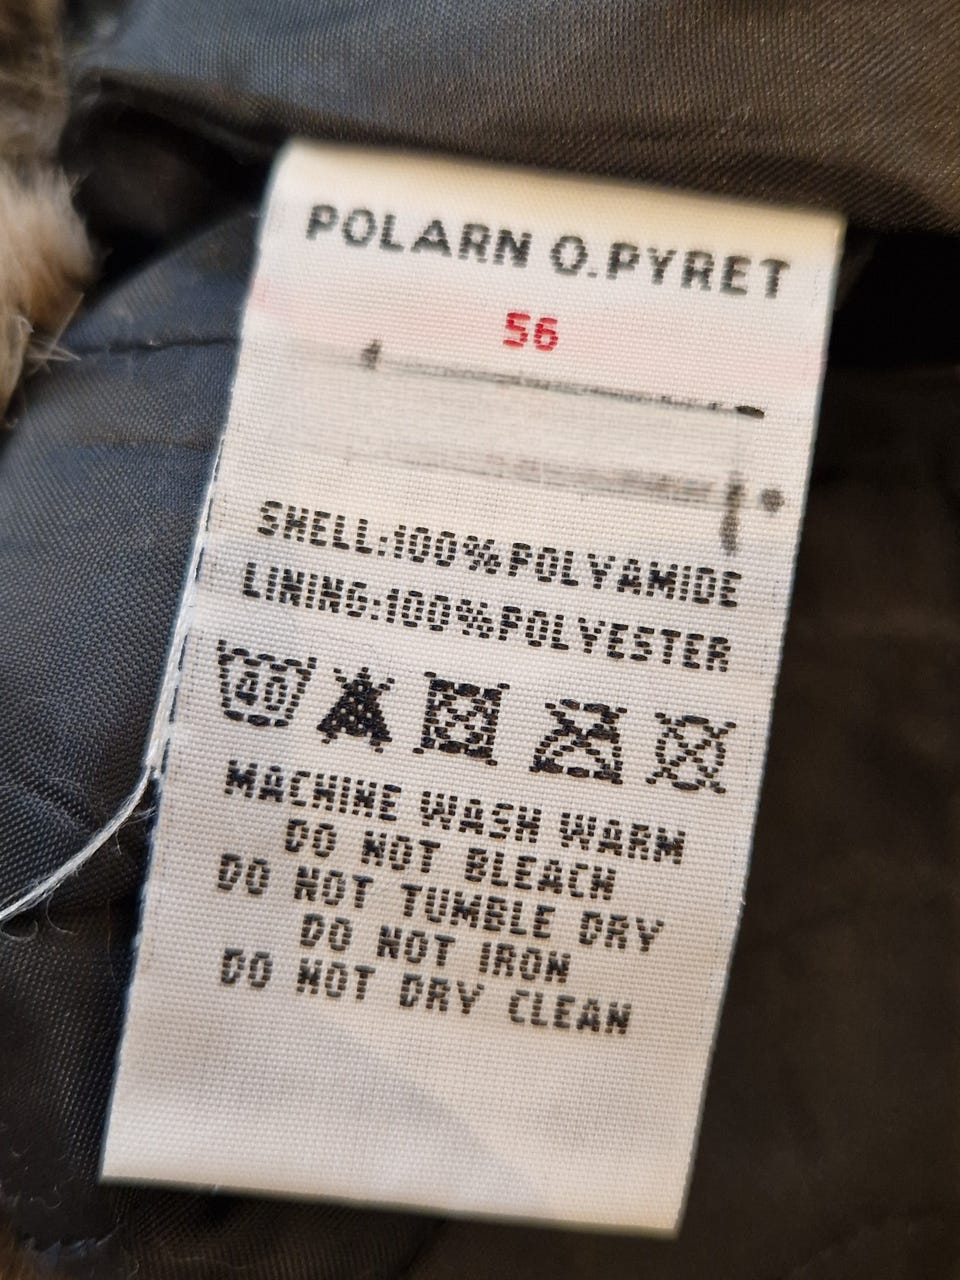 POLARN O.PYRET
56
SHELL:100%POLYAMIDE
LINING:100%POLYESTER
40
MACHINE WASH WARM
DO NOT BLEACH
DO NOT TUMBLE DRY
DO NOT IRON
DO NOT DRY CLEAN